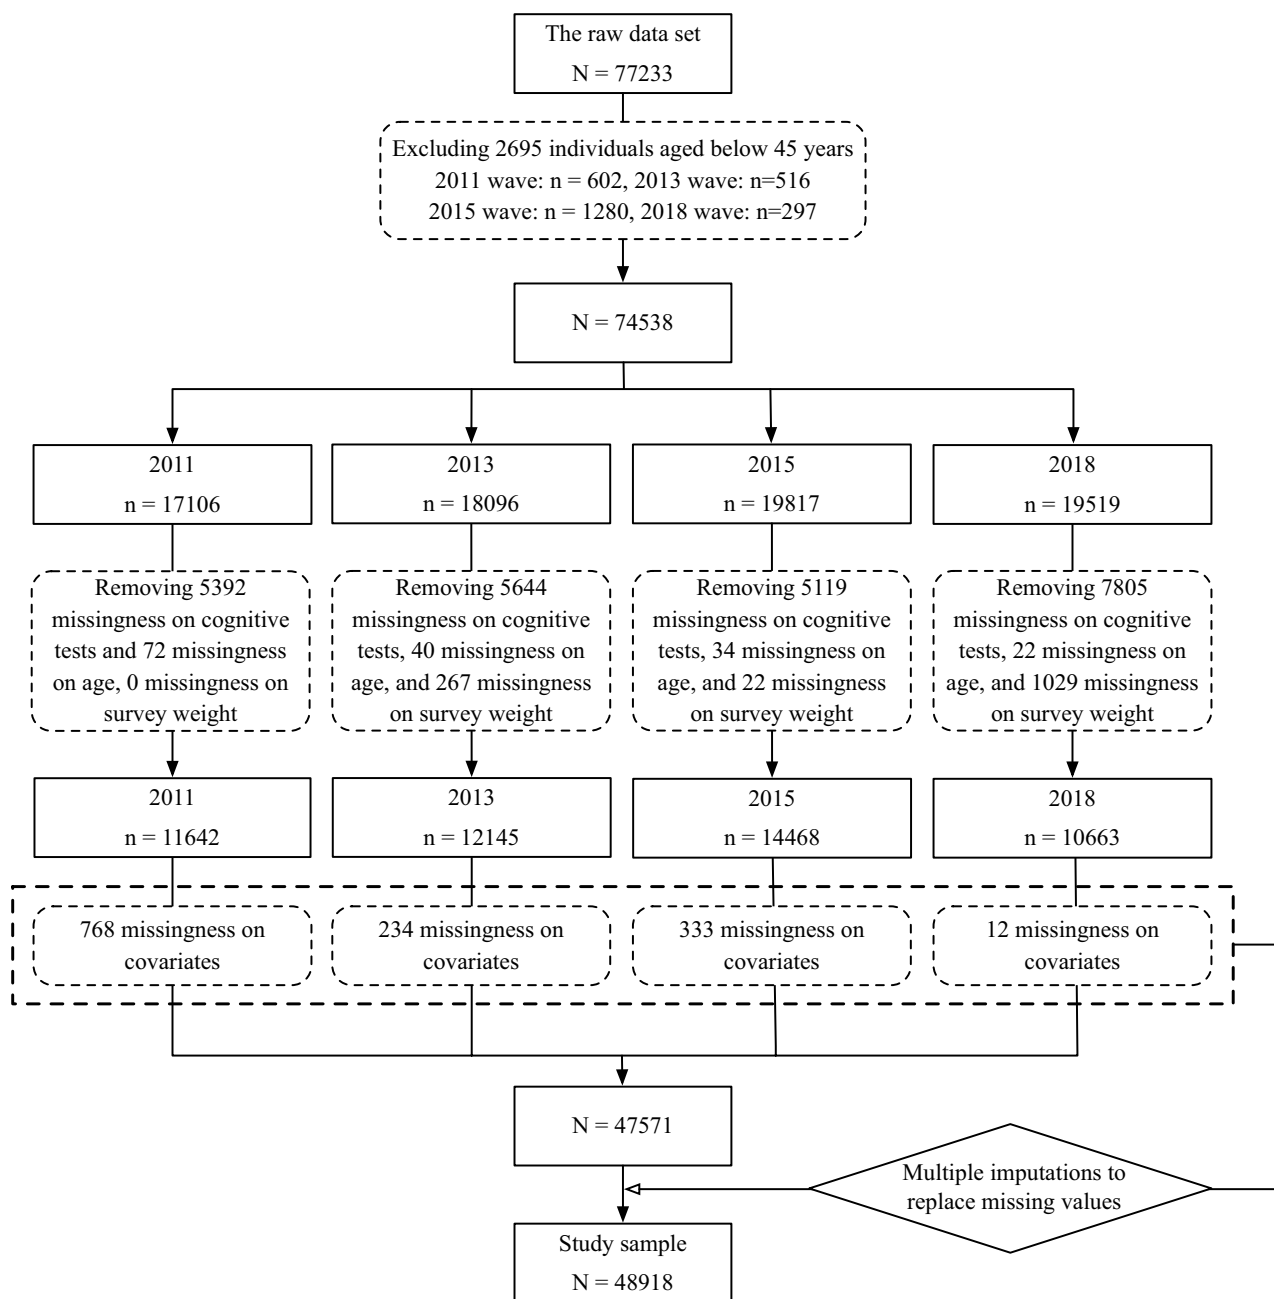 The raw data set
N = 77233
Excluding 2695 individuals aged below 45 years
2011 wave: n = 602, 2013 wave: n=516
2015 wave: n = 1280, 2018 wave: n=297
N = 74538
2011
n = 17106
2013
n = 18096
2015
n = 19817
2018
n = 19519
Removing 5392
missingness on cognitive
tests and 72 missingness
on age, 0 missingness on
survey weight
Removing 5644
missingness on cognitive
tests, 40 missingness on
age, and 267 missingness
on survey weight
Removing 5119
missingness on cognitive
tests, 34 missingness on
age, and 22 missingness
on survey weight
Removing 7805
missingness on cognitive
tests, 22 missingness on
age, and 1029 missingness
on survey weight
2011
n = 11642
2013
n = 12145
2015
n = 14468
2018
n = 10663
768 missingness on
covariates
234 missingness on
covariates
333 missingness on
covariates
12 missingness on
covariates
N = 47571
Multiple imputations to
replace missing values
Study sample
N = 48918